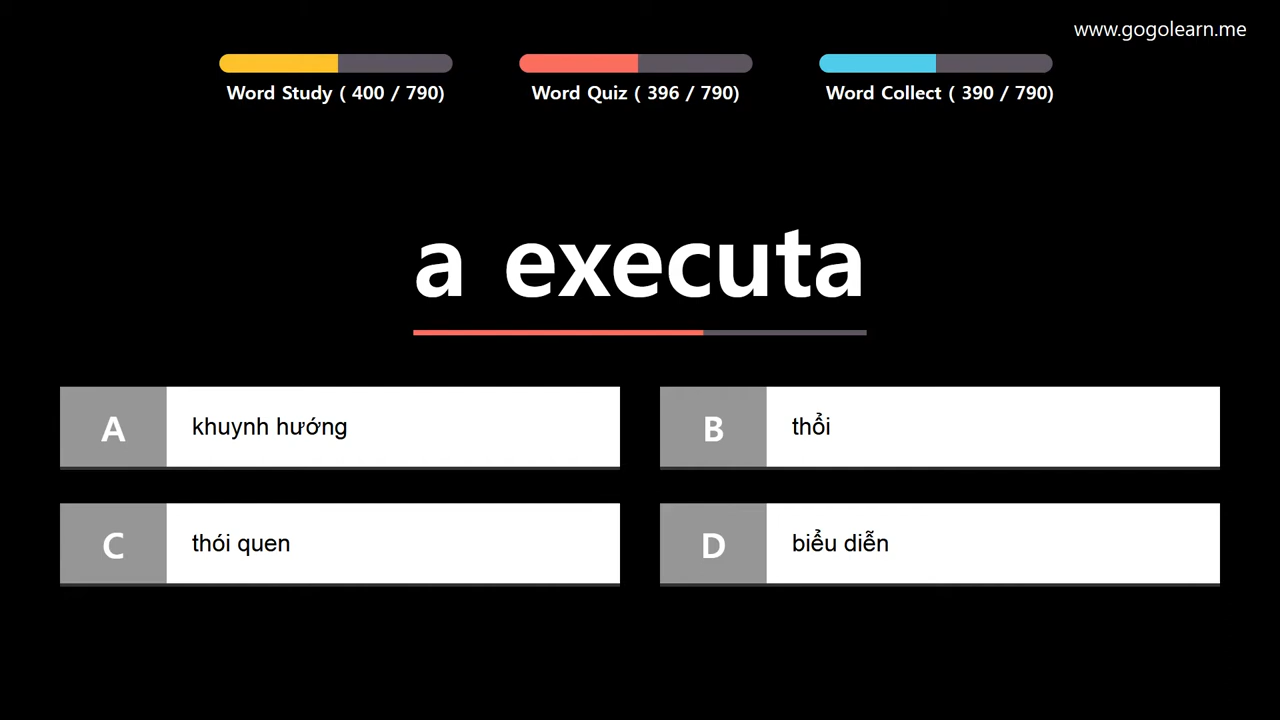 www.gogolearn.me
Word Study ( 400 / 790)
Word Quiz ( 396 / 790)
Word Collect ( 390 / 790)
a executa
A khuynh hướng
B thổi
C thói quen
D biểu diễn